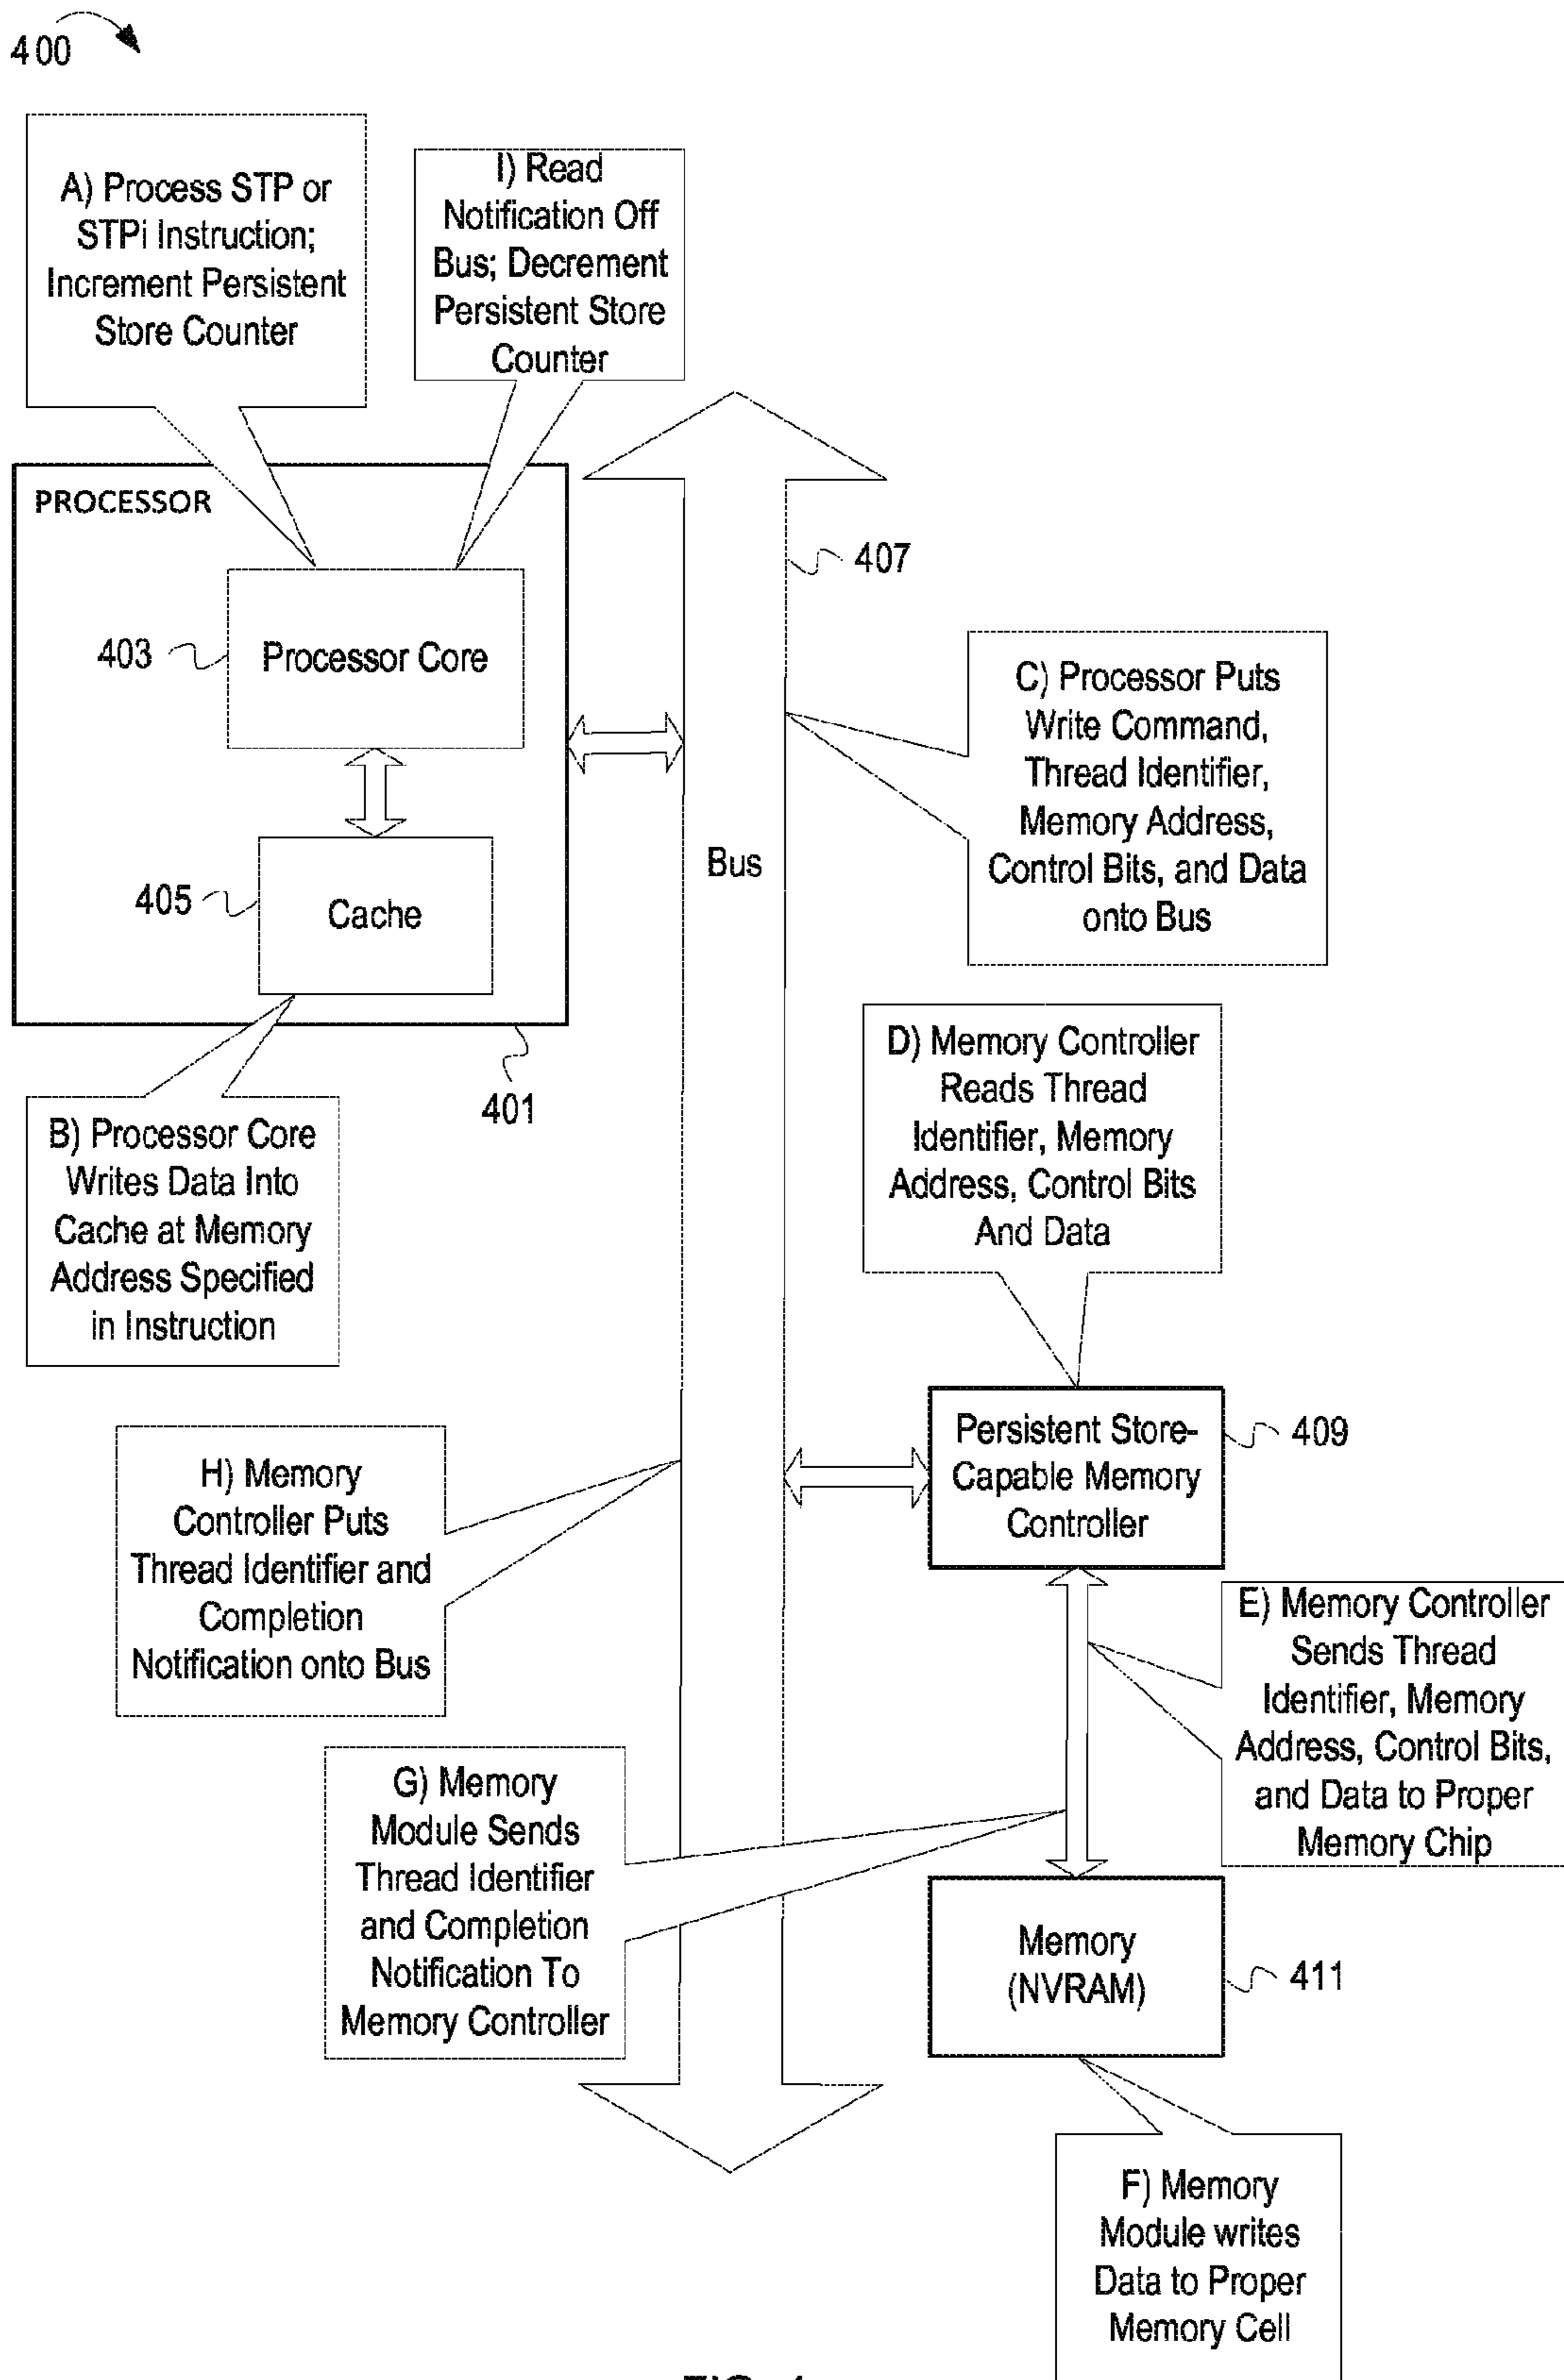 400
A) Process STP or
STPi Instruction;
Increment Persistent
Store Counter
I) Read
Notification Off
Bus; Decrement
Persistent Store
Counter
PROCESSOR
407
403
Processor Core
C) Processor Puts
Write Command,
Thread Identifier,
Memory Address,
Control Bits, and Data
onto Bus
Bus
405
Cache
401
B) Processor Core
Writes Data Into
Cache at Memory
Address Specified
in Instruction
D) Memory Controller
Reads Thread
Identifier, Memory
Address, Control Bits
And Data
Persistent Store-
Capable Memory
Controller
409
H) Memory
Controller Puts
Thread Identifier and
Completion
Notification onto Bus
E) Memory Controller
Sends Thread
Identifier, Memory
Address, Control Bits,
and Data to Proper
Memory Chip
G) Memory
Module Sends
Thread Identifier
and Completion
Notification To
Memory Controller
Memory
(NVRAM)
411
F) Memory
Module writes
Data to Proper
Memory Cell